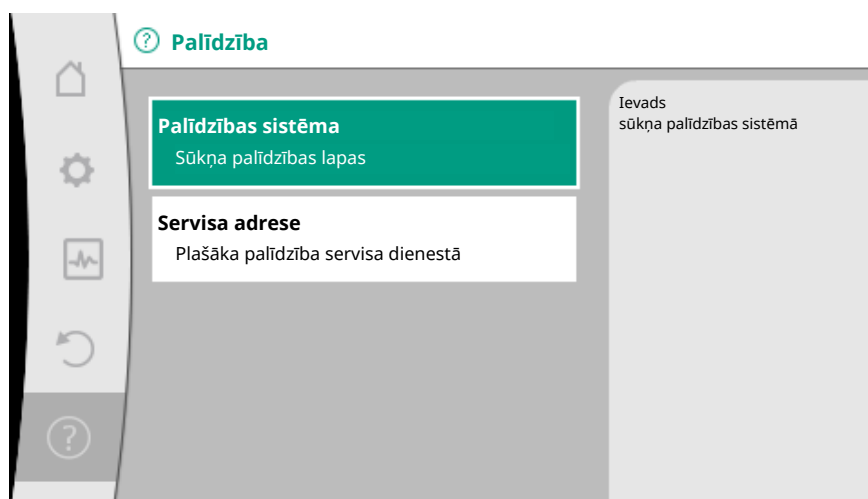 Palīdzība
Palīdzības sistēma
Sūkņa palīdzības lapas
Servisa adrese
Plašāka palīdzība servisa dienestā
Ievads
sūkņa palīdzības sistēmā